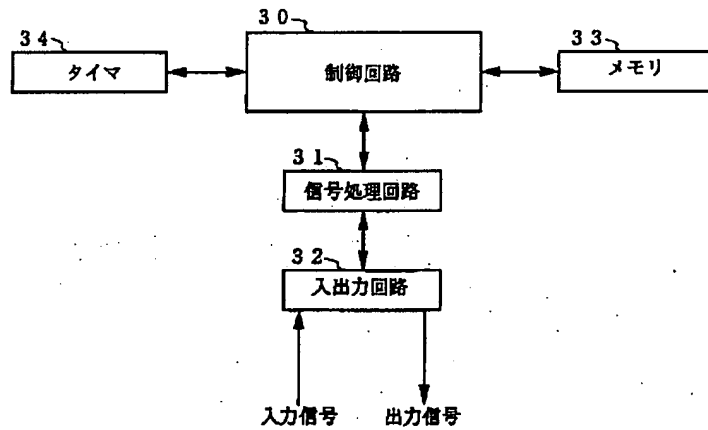 30
34
33
タイマ
制御回路
メモリ
31
信号処理回路
32
入出力回路
入力信号
出力信号